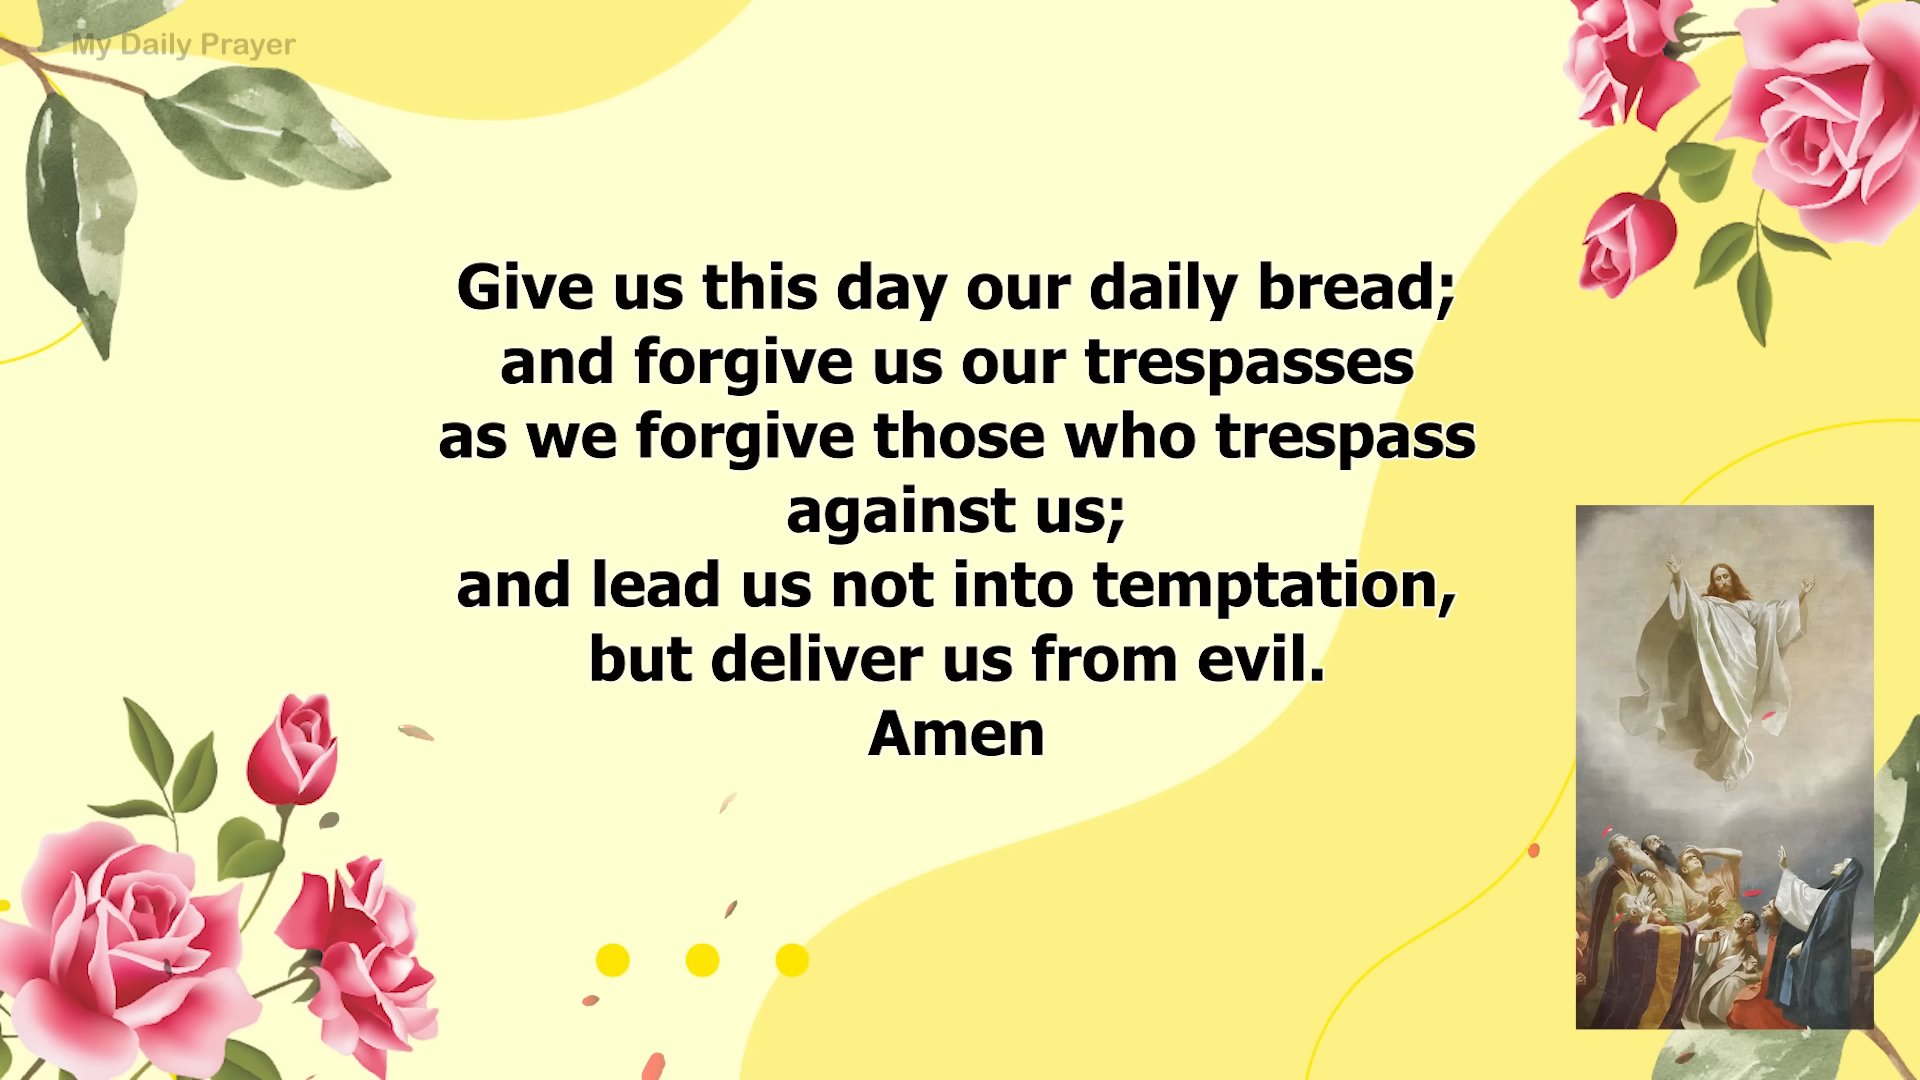 My Daily Prayer
Give us this day our daily bread;
and forgive us our trespasses
as we forgive those who trespass
against us;
and lead us not into temptation,
but deliver us from evil.
Amen